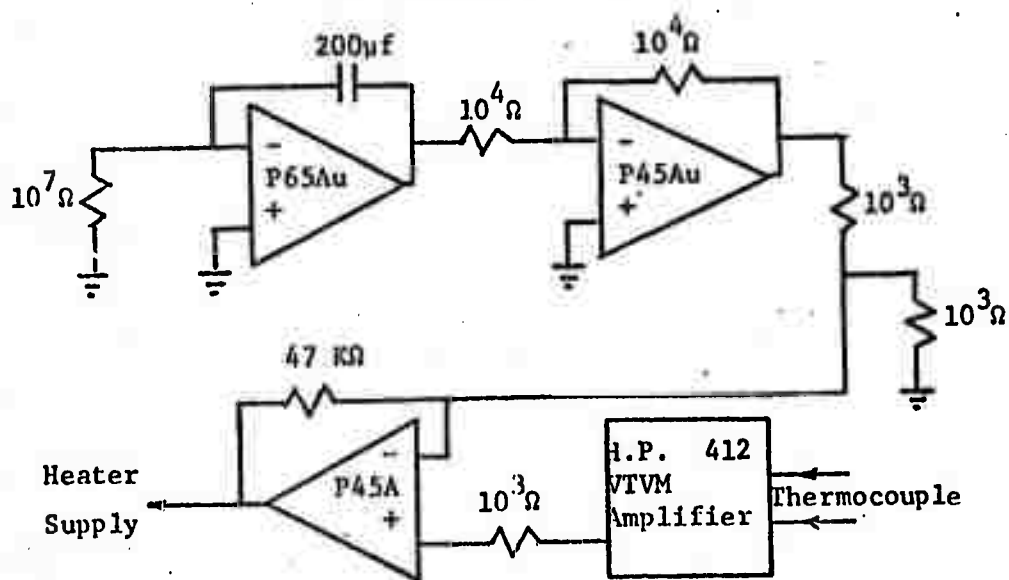 200µf
10⁴Ω
10⁴Ω
-
P65Au
+
-
P45Au
+
10⁷Ω
10³Ω
10³Ω
47 KΩ
Heater
Supply
-
P45A
+
10³Ω
H.P. 412
VTVM
Amplifier
Thermocouple